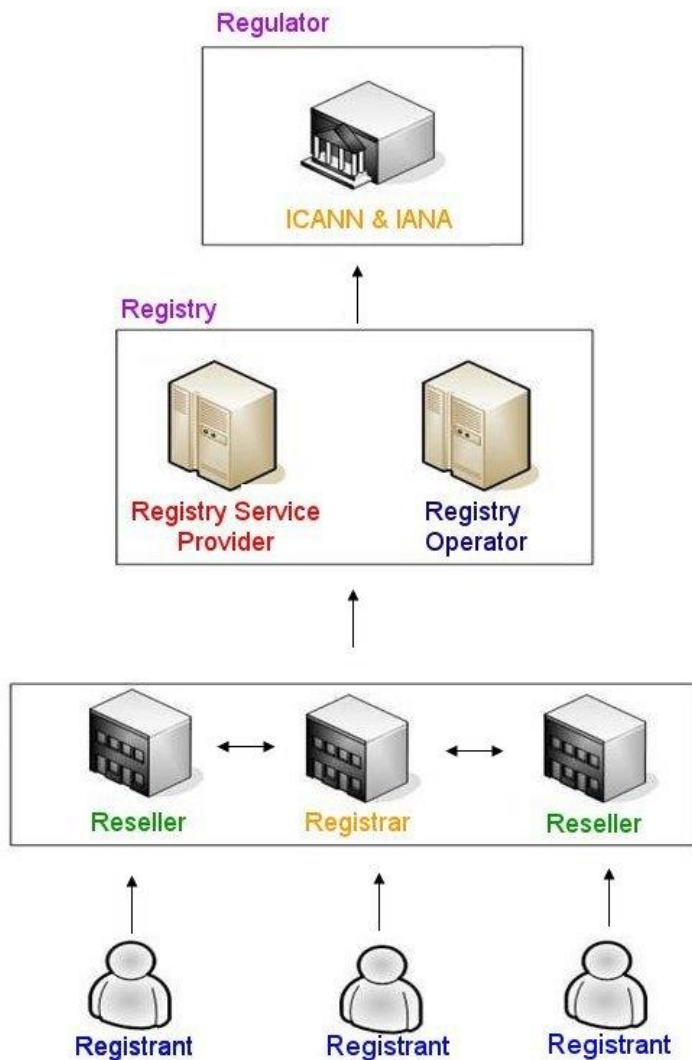 Regulator
ICANN & IANA
Registry
Registry Service
Provider
Registry
Operator
Reseller
Registrar
Reseller
Registrant
Registrant
Registrant